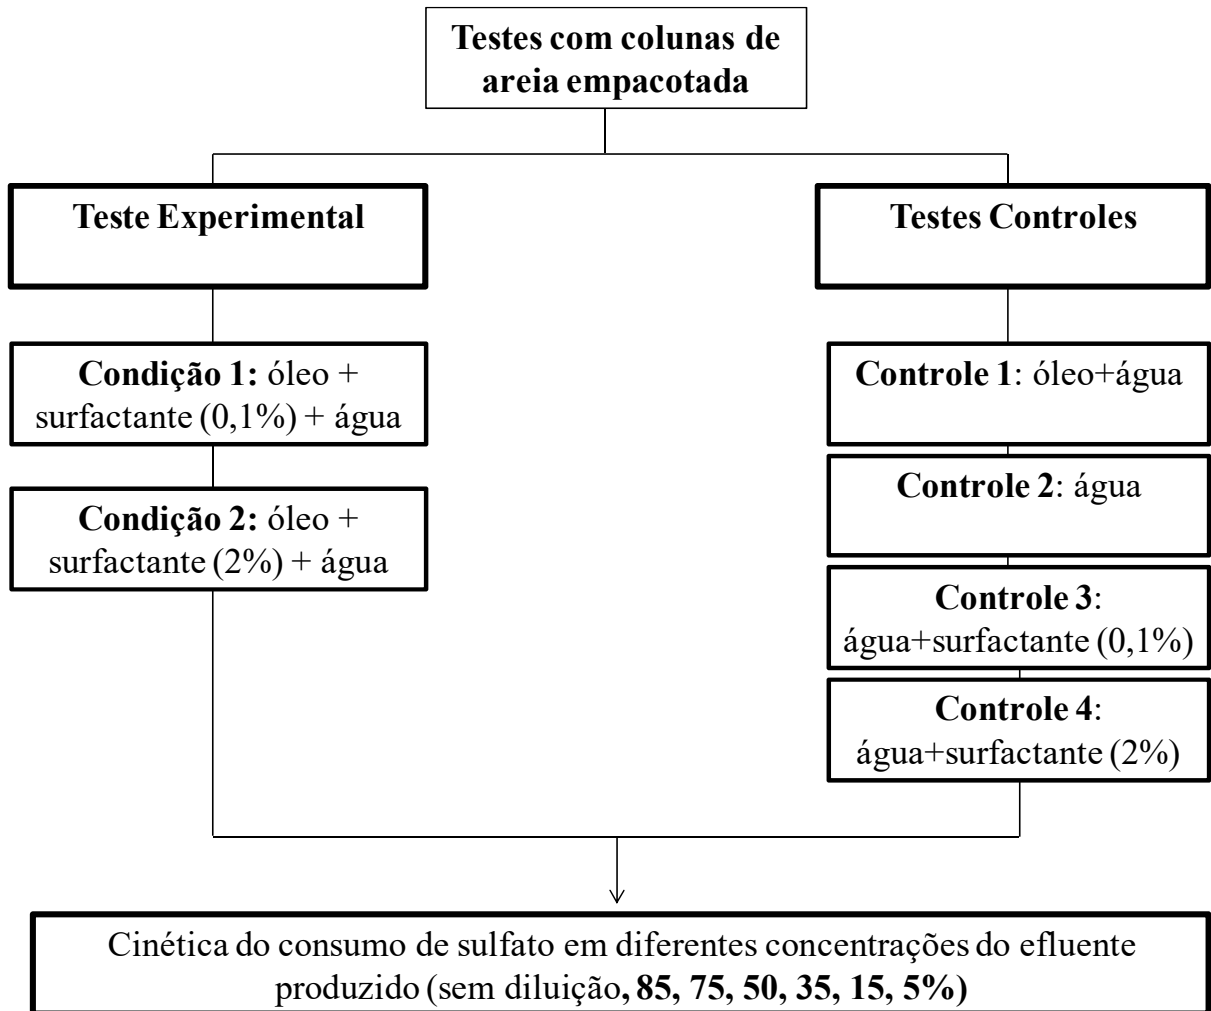 Testes com colunas de
areia empacotada
Teste Experimental
Testes Controles
Condição 1: óleo +
surfactante (0,1%) + água
Condição 2: óleo +
surfactante (2%) + água
Controle 1: óleo+água
Controle 2: água
Controle 3:
água+surfactante (0,1%)
Controle 4:
água+surfactante (2%)
Cinética do consumo de sulfato em diferentes concentrações do efluente
produzido (sem diluição, 85, 75, 50, 35, 15, 5%)